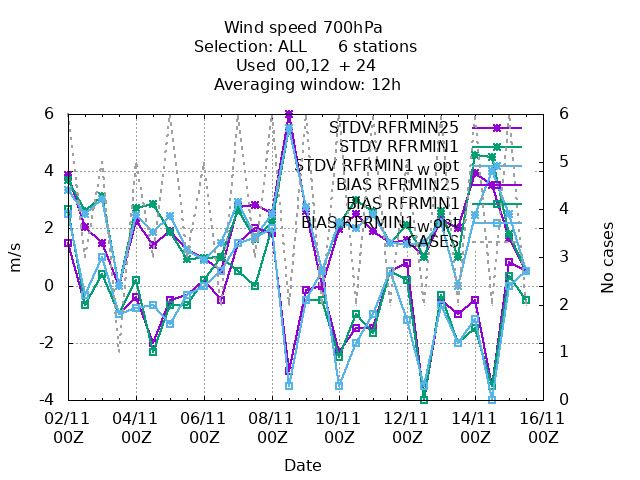 Wind speed 700hPa
Selection: ALL 6 stations
Used 00,12 + 24
Averaging window: 12h
6 6
STDV RFRMIN25
STDV RFRMIN1
5
4
STDV RFRMIN1_w_opt
BIAS RFRMIN25
BIAS RFRMIN1
4
2
BIAS RFRMIN1_w_opt
CASES
3
m/s
No cases
0
2
-2
1
-4 0
02/11 04/11 06/11 08/11 10/11 12/11 14/11 16/11
00Z 00Z 00Z 00Z 00Z 00Z 00Z 00Z
Date